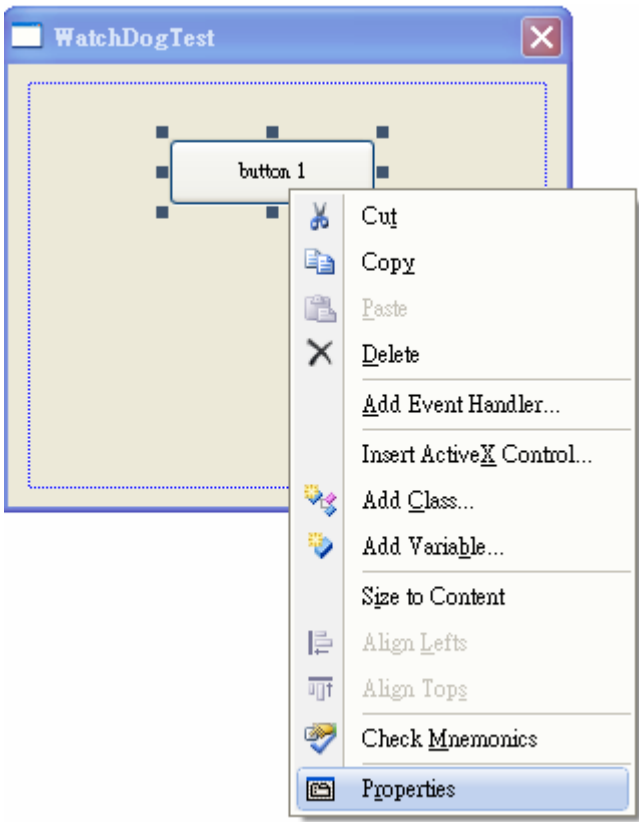 WatchDogTest
button 1
Cut
Copy
Paste
Delete
Add Event Handler...
Insert ActiveX Control...
Add Class...
Add Variable...
Size to Content
Align Lefts
Align Tops
Check Mnemonics
Properties